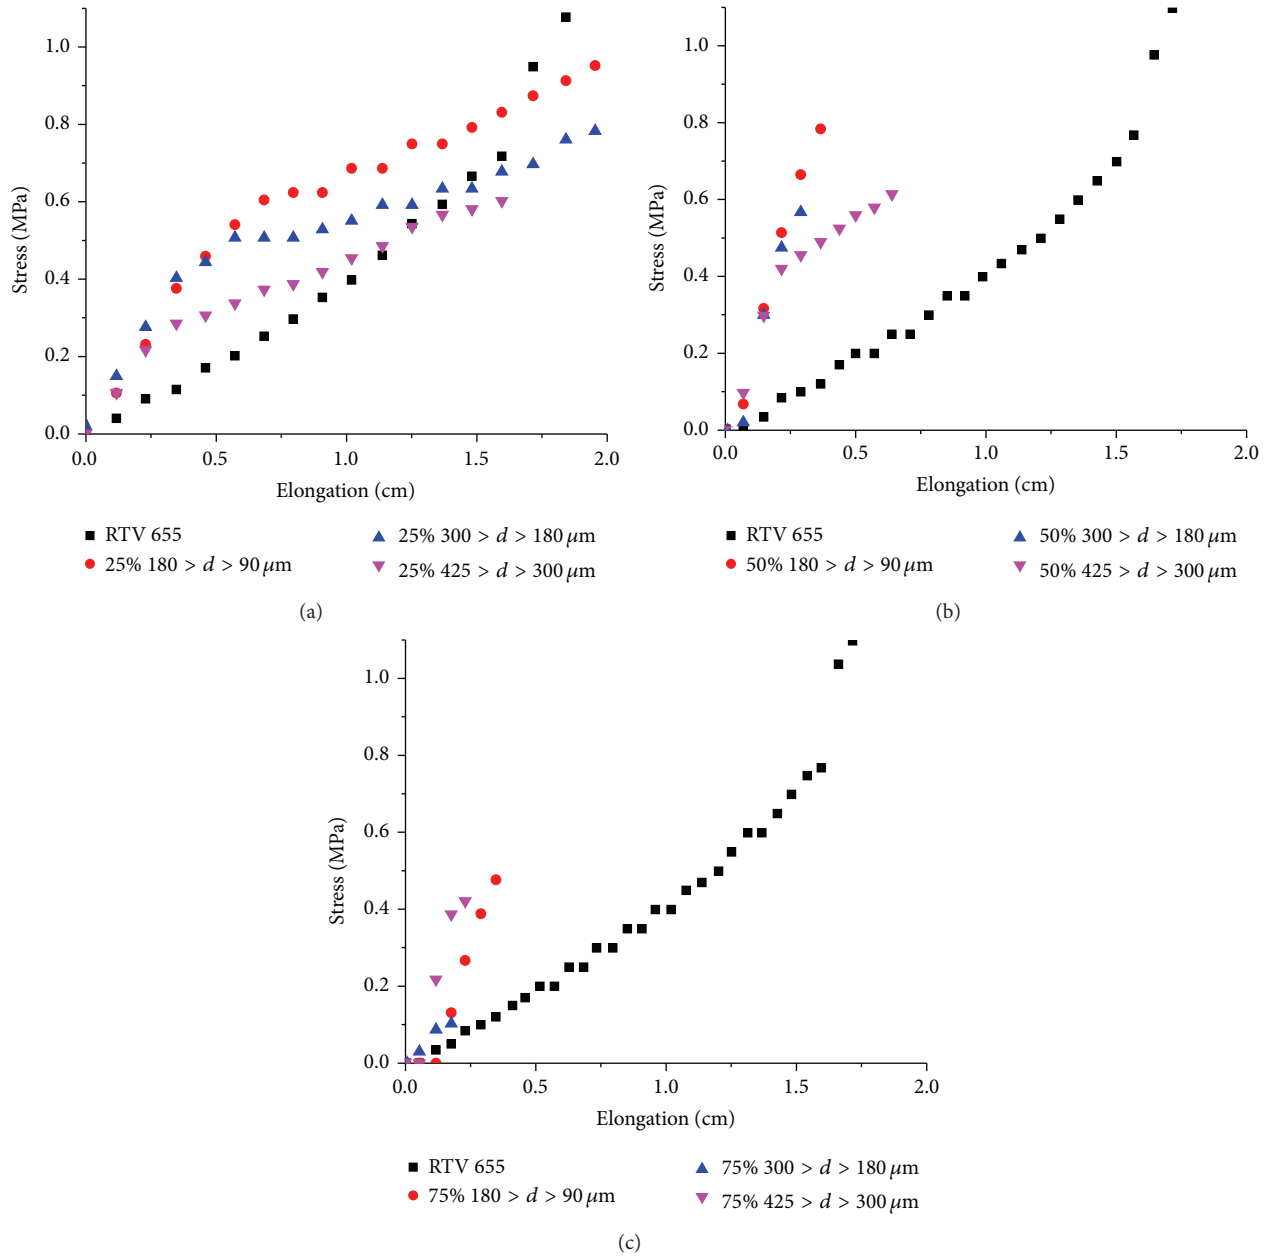 1.0
0.8
0.6
0.4
0.2
0.0
Stress (MPa)
0.0 0.5 1.0 1.5 2.0
Elongation (cm)
RTV 655
25% 180 > d > 90 μm
25% 300 > d > 180 μm
25% 425 > d > 300 μm
(a)
1.0
0.8
0.6
0.4
0.2
0.0
Stress (MPa)
0.0 0.5 1.0 1.5 2.0
Elongation (cm)
RTV 655
50% 180 > d > 90 μm
50% 300 > d > 180 μm
50% 425 > d > 300 μm
(b)
1.0
0.8
0.6
0.4
0.2
0.0
Stress (MPa)
0.0 0.5 1.0 1.5 2.0
Elongation (cm)
RTV 655
75% 180 > d > 90 μm
75% 300 > d > 180 μm
75% 425 > d > 300 μm
(c)